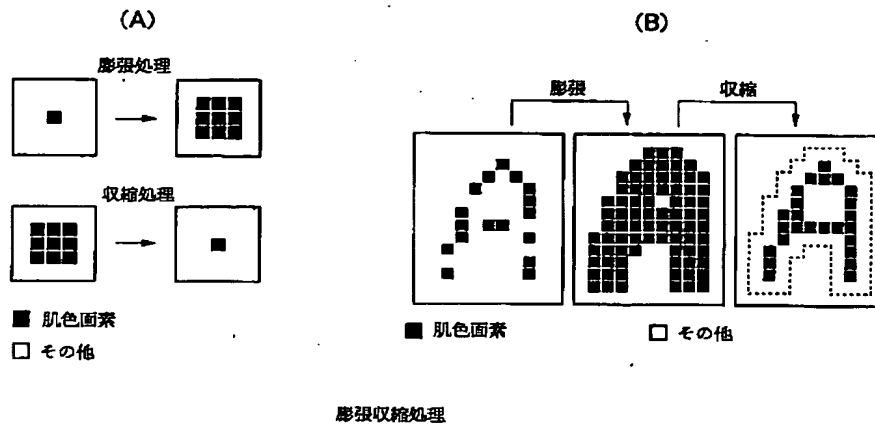 (A)
膨張処理
収縮処理
■ 肌色画素
□ その他
(B)
膨張
収縮
■ 肌色画素
□ その他
膨張収縮処理